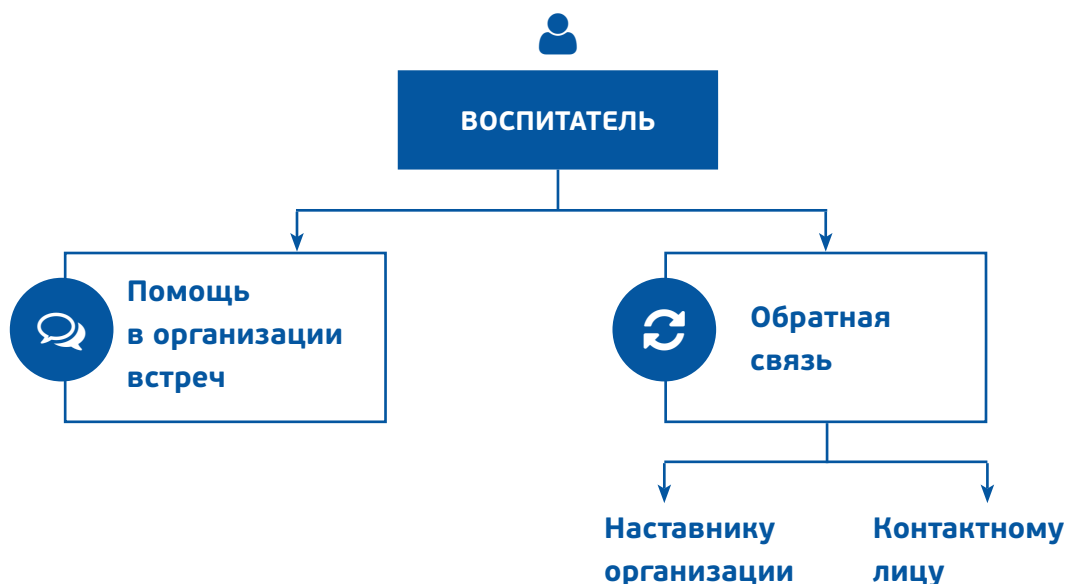 ВОСПИТАТЕЛЬ
Помощь
в организации
встреч
Обратная
связь
Наставнику
организации
Контактному
лицу